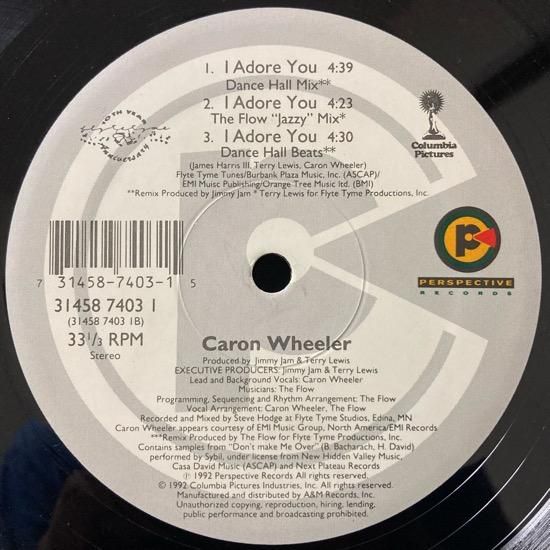 1. I Adore You 4:39
Dance Hall Mix**
2. I Adore You 4:23
The Flow "Jazzy" Mix*
3. I Adore You 4:30
Dance Hall Beats**
(James Harris III, Terry Lewis, Caron Wheeler)
Flyte Tyme Tunes/Burbank Plaza Music, Inc. (ASCAP)/
EMI Muisc Publishing/Orange Tree Music ltd. (BMI)
**Remix Produced by Jimmy Jam * Terry Lewis for Flyte Tyme Productions, Inc.
10TH YEAR
Anniversary
Columbia
Pictures
PERSPECTIVE
RECORDS
7 31458-7403-1 5
31458 7403 1
(31458 7403 1B)
33 1/3 RPM
Stereo
Caron Wheeler
Produced by Jimmy Jam & Terry Lewis
EXECUTIVE PRODUCERS: Jimmy Jam & Terry Lewis
Lead and Background Vocals: Caron Wheeler
Musicians: The Flow
Programming, Sequencing and Rhythm Arrangement: The Flow
Vocal Arrangement: Caron Wheeler, The Flow
Recorded and Mixed by Steve Hodge at Flyte Tyme Studios, Edina, MN
Caron Wheeler appears courtesy of EMI Music Group, North America/EMI Records
***Remix Produced by The Flow for Flyte Tyme Productions, Inc.
Contains samples from "Don't make Me Over" (B. Bacharach, H. David)
performed by Sybil, under license from New Hidden Valley Music,
Casa David Music (ASCAP) and Next Plateau Records
℗ 1992 Perspective Records
© 1992 Columbia Pictures Industries, Inc. All rights reserved.
Manufactured and distributed by A&M Records, Inc.
Unauthorized copying, reproduction, hiring, lending,
public performance and broadcasting prohibited.